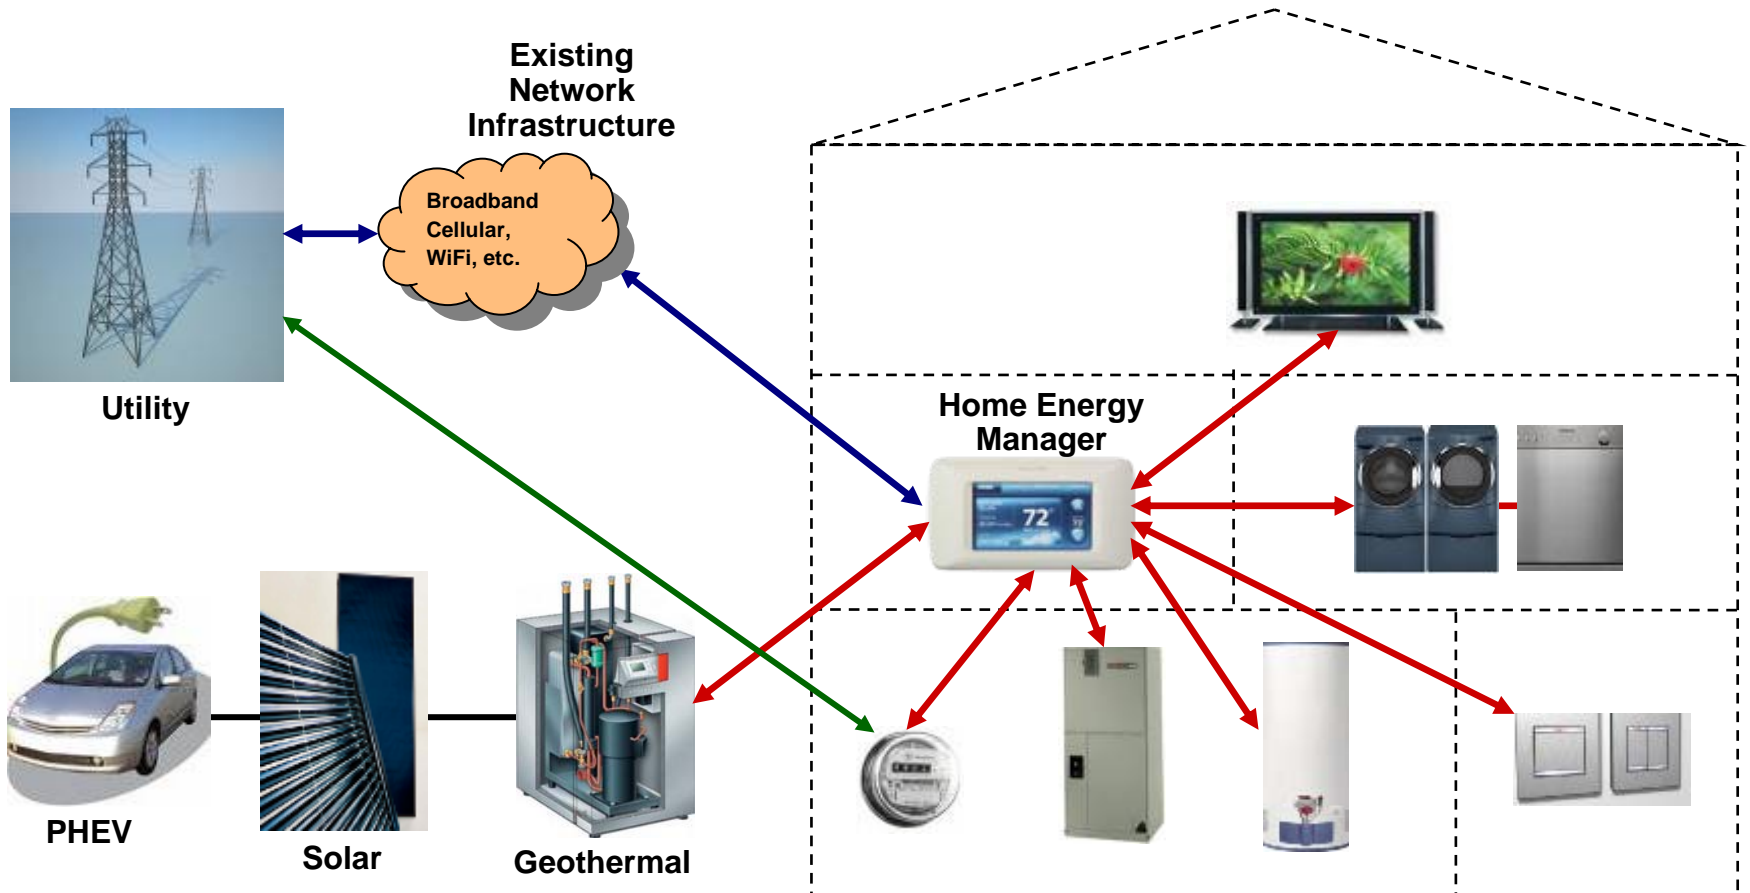 Existing
Network
Infrastructure
Broadband
Cellular,
WiFi, etc.
Utility
Home Energy
Manager
72
PHEV
Solar
Geothermal